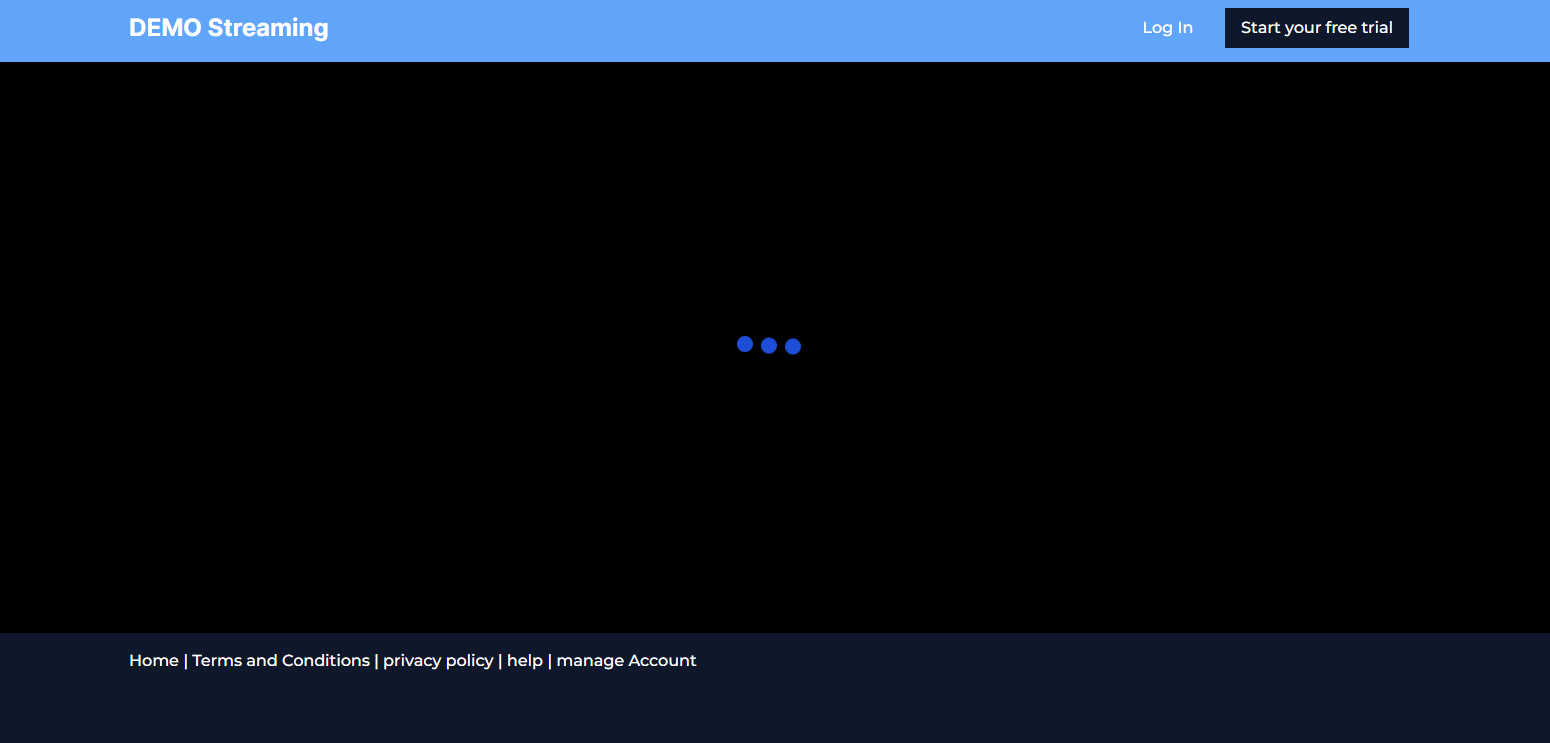 DEMO Streaming
Log In
Start your free trial
Home | Terms and Conditions | privacy policy | help | manage Account